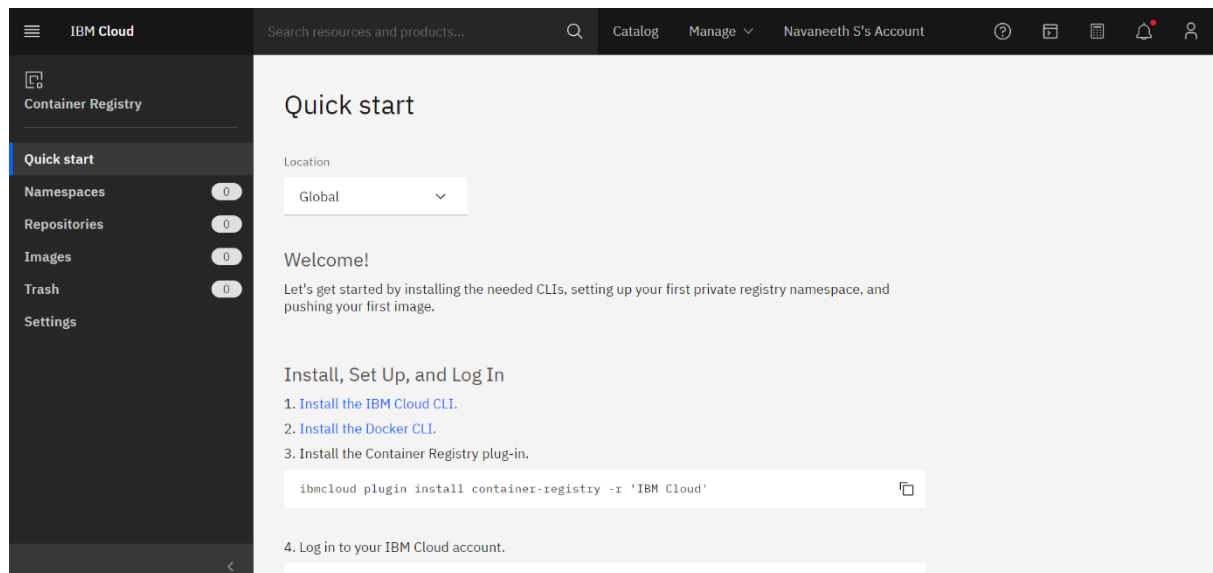 IBM Cloud
Search resources and products...
Catalog
Manage
Navaneeth S's Account
Container Registry
Quick start
Namespaces 0
Repositories 0
Images 0
Trash 0
Settings
Quick start
Location
Global
Welcome!
Let's get started by installing the needed CLIs, setting up your first private registry namespace, and
pushing your first image.
Install, Set Up, and Log In
1. Install the IBM Cloud CLI.
2. Install the Docker CLI.
3. Install the Container Registry plug-in.
ibmcloud plugin install container-registry -r 'IBM Cloud'
4. Log in to your IBM Cloud account.